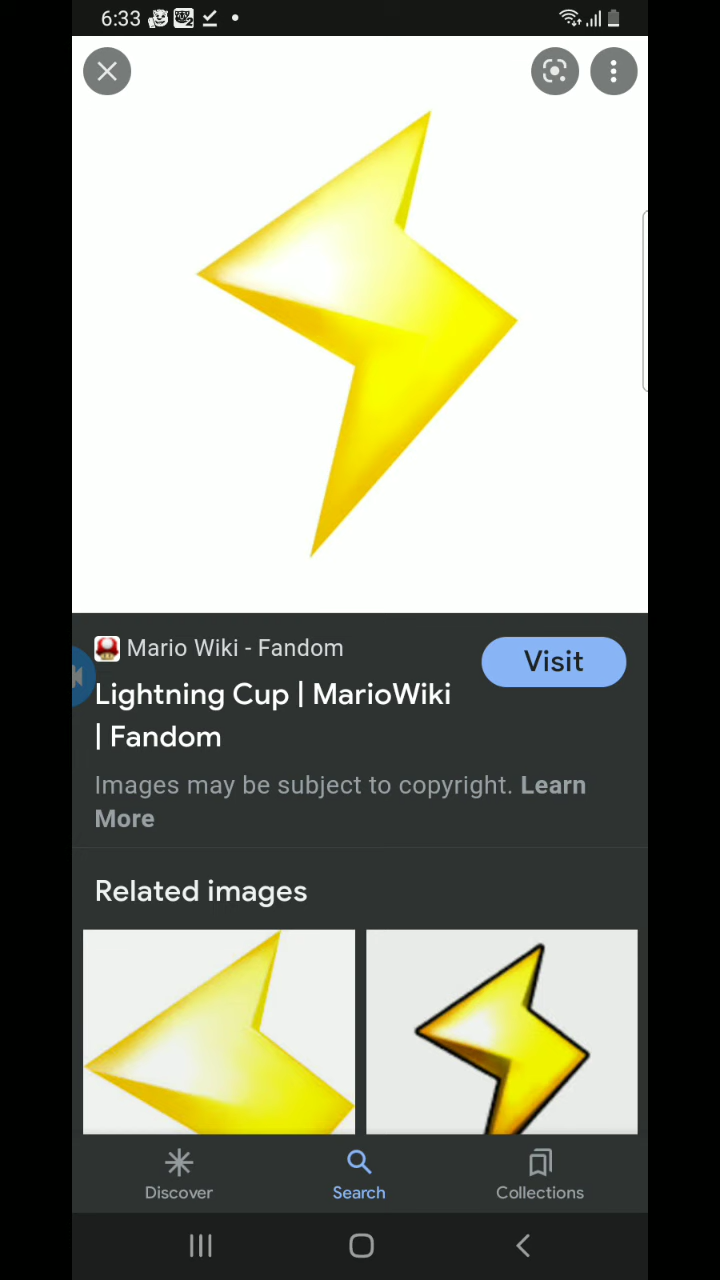 6:33
Mario Wiki - Fandom
Visit
Lightning Cup | MarioWiki
| Fandom
Images may be subject to copyright. Learn
More
Related images
Discover
Search
Collections